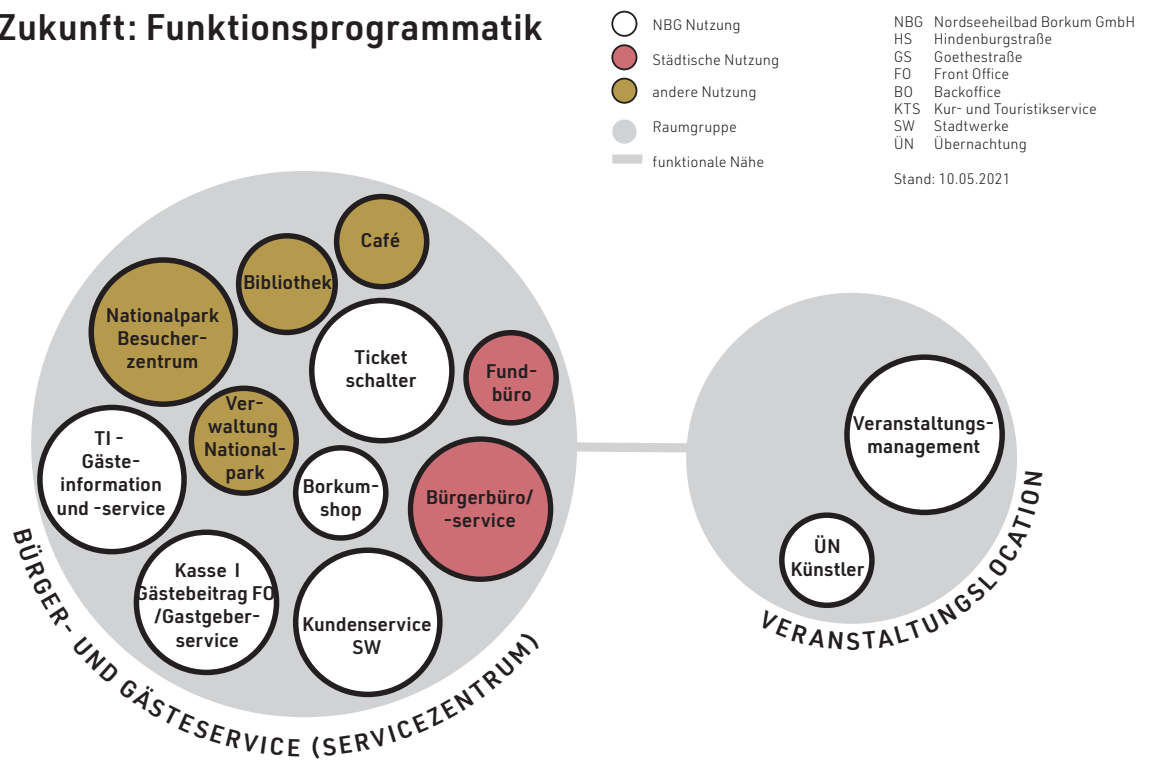 Zukunft: Funktionsprogrammatik
NBG Nutzung
Städtische Nutzung
andere Nutzung
Raumgruppe
funktionale Nähe
NBG Nordseeheilbad Borkum GmbH
HS Hindenburgstraße
GS Goethestraße
FO Front Office
BO Backoffice
KTS Kur- und Touristikservice
SW Stadtwerke
ÜN Übernachtung
Stand: 10.05.2021
Café
Bibliothek
Nationalpark
Besucher-
zentrum
Ticket
schalter
Fund-
büro
Ver-
waltung
National-
park
TI -
Gäste-
information
und -service
Borkum-
shop
Bürgerbüro/
-service
Kasse I
Gästebeitrag FO
/Gastgeber-
service
Kundenservice
SW
BÜRGER- UND GÄSTESERVICE (SERVICEZENTRUM)
Veranstaltungs-
management
ÜN
Künstler
VERANSTALTUNGSLOCATION